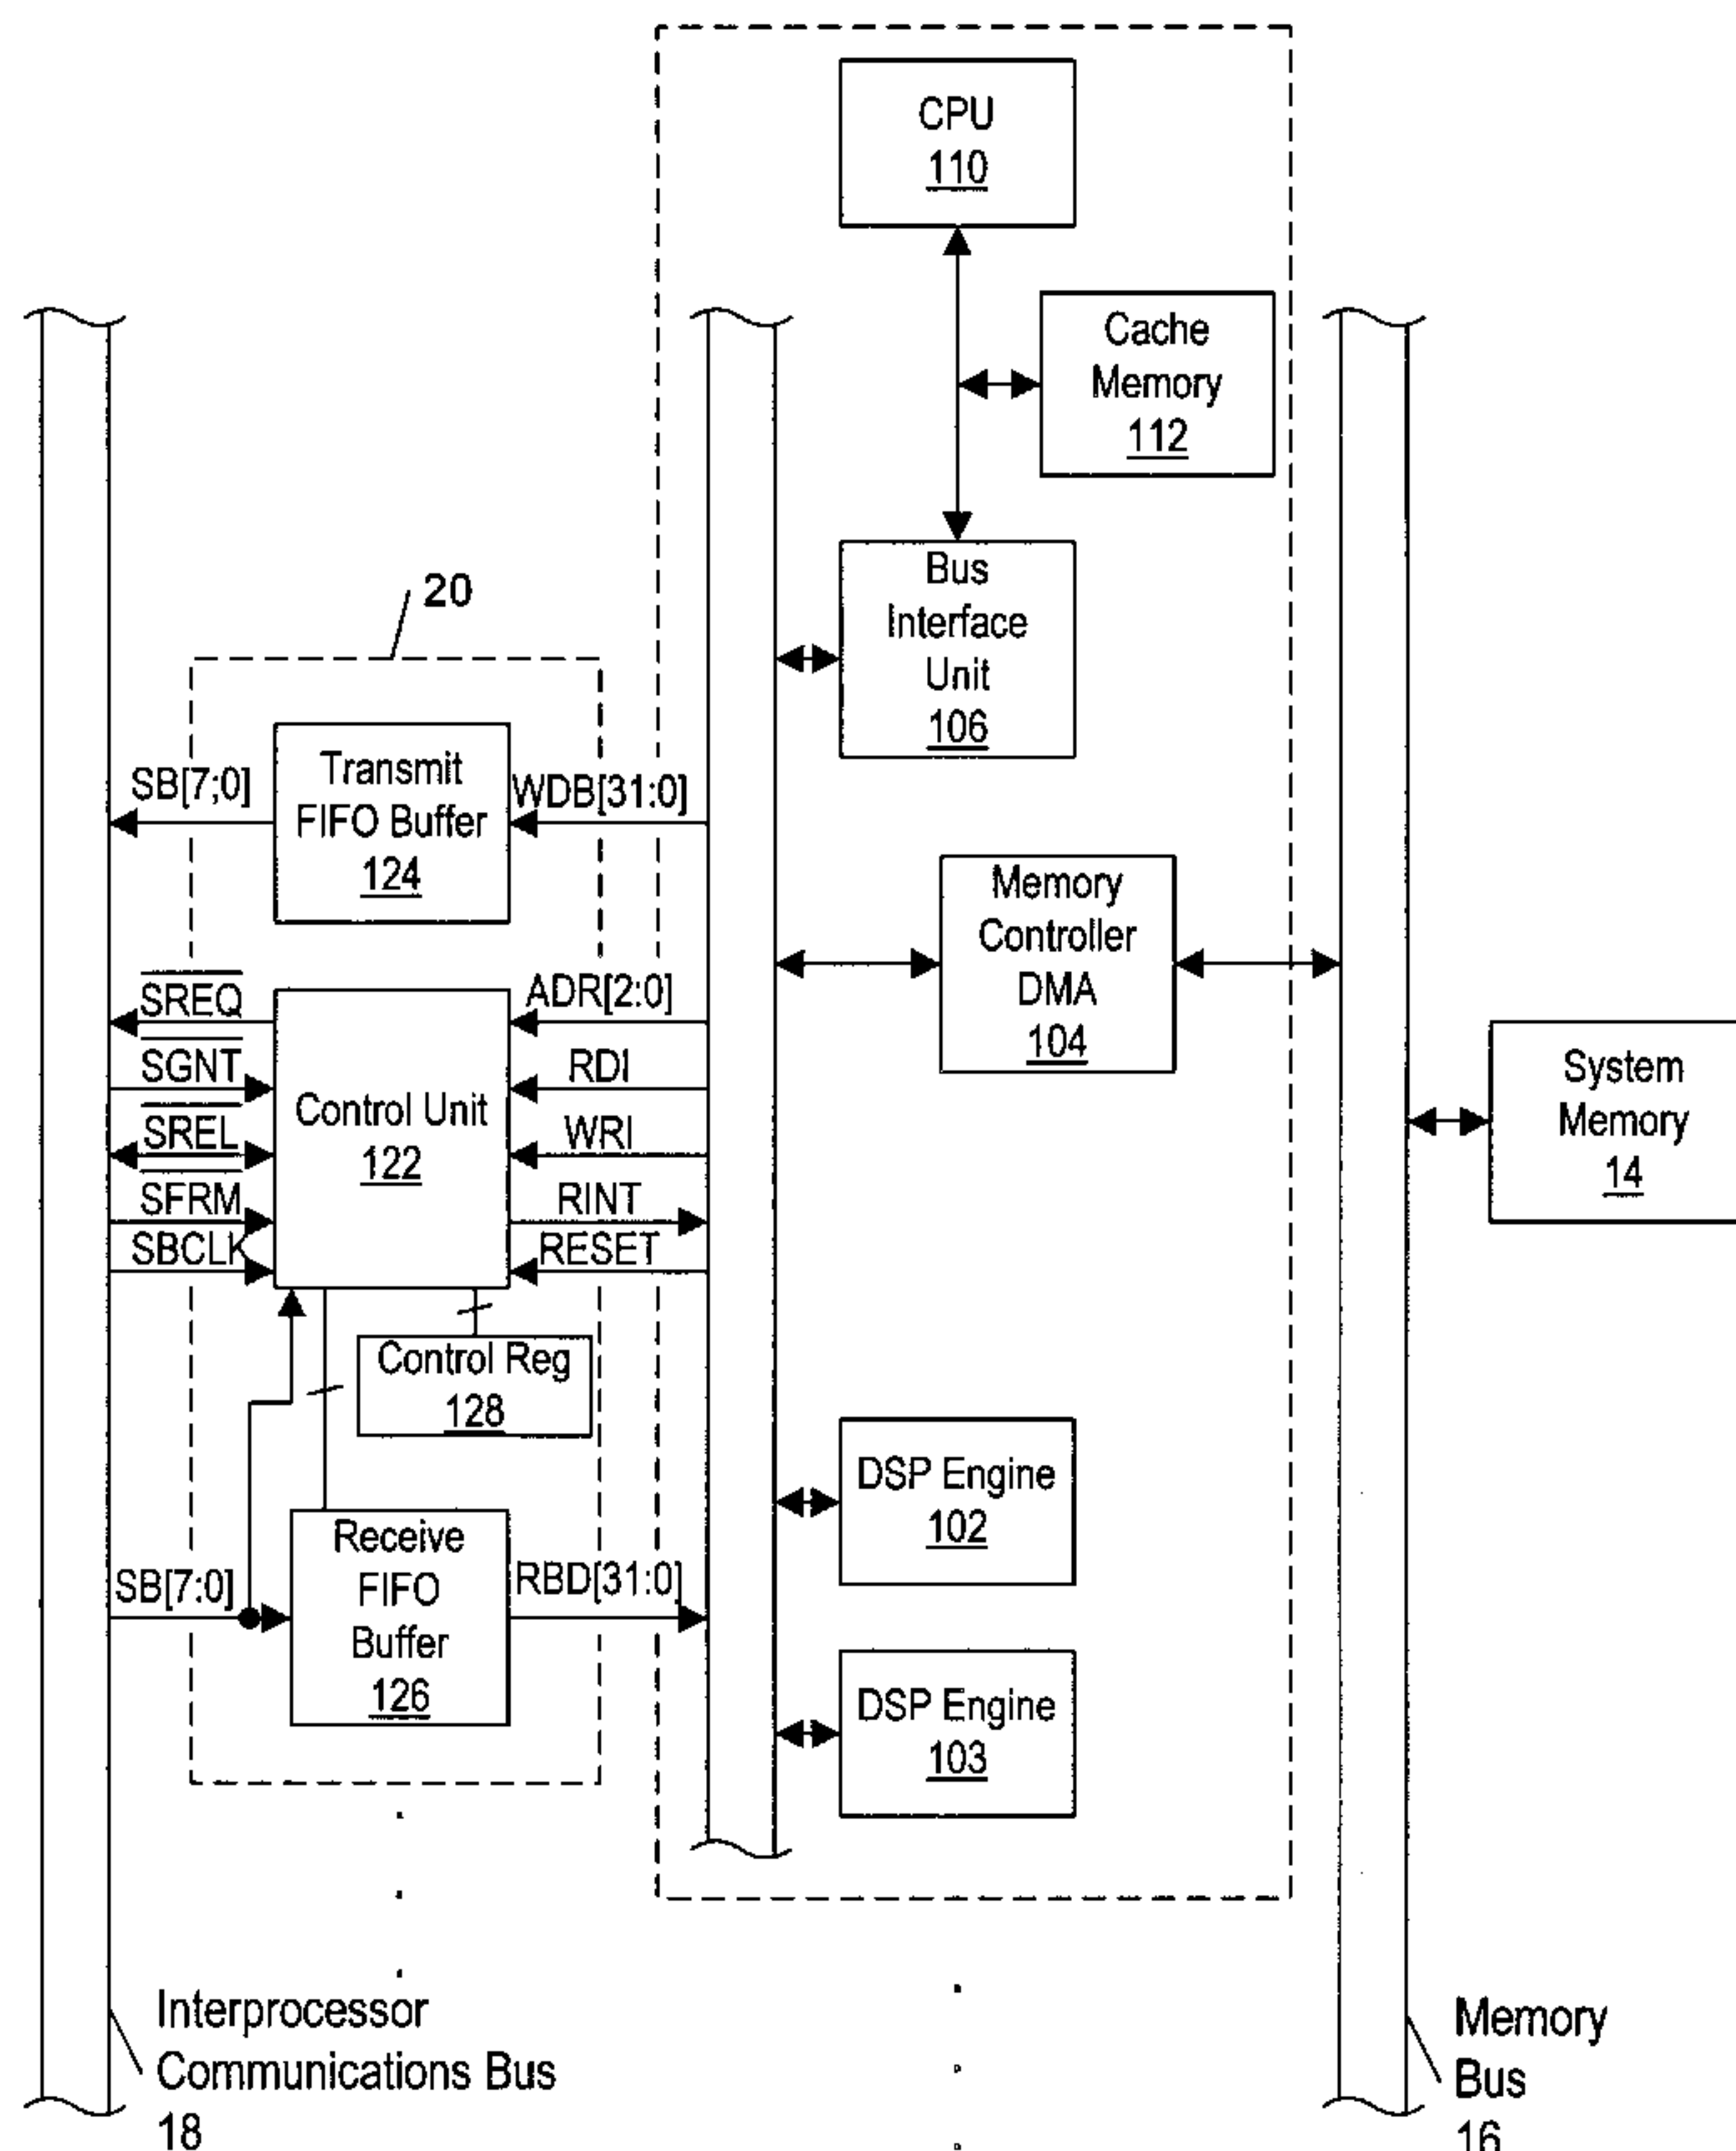 CPU
110
Cache
Memory
112
Bus
Interface
Unit
106
20
Transmit
FIFO Buffer
124
SB[7;0]
WDB[31:0]
Memory
Controller
DMA
104
SREQ
SGNT
SREL
SFRM
SBCLK
Control Unit
122
ADR[2:0]
RDI
WRI
RINT
RESET
System
Memory
14
Control Reg
128
DSP Engine
102
SB[7:0]
Receive
FIFO
Buffer
126
RBD[31:0]
DSP Engine
103
Interprocessor
Communications Bus
18
Memory
Bus
16